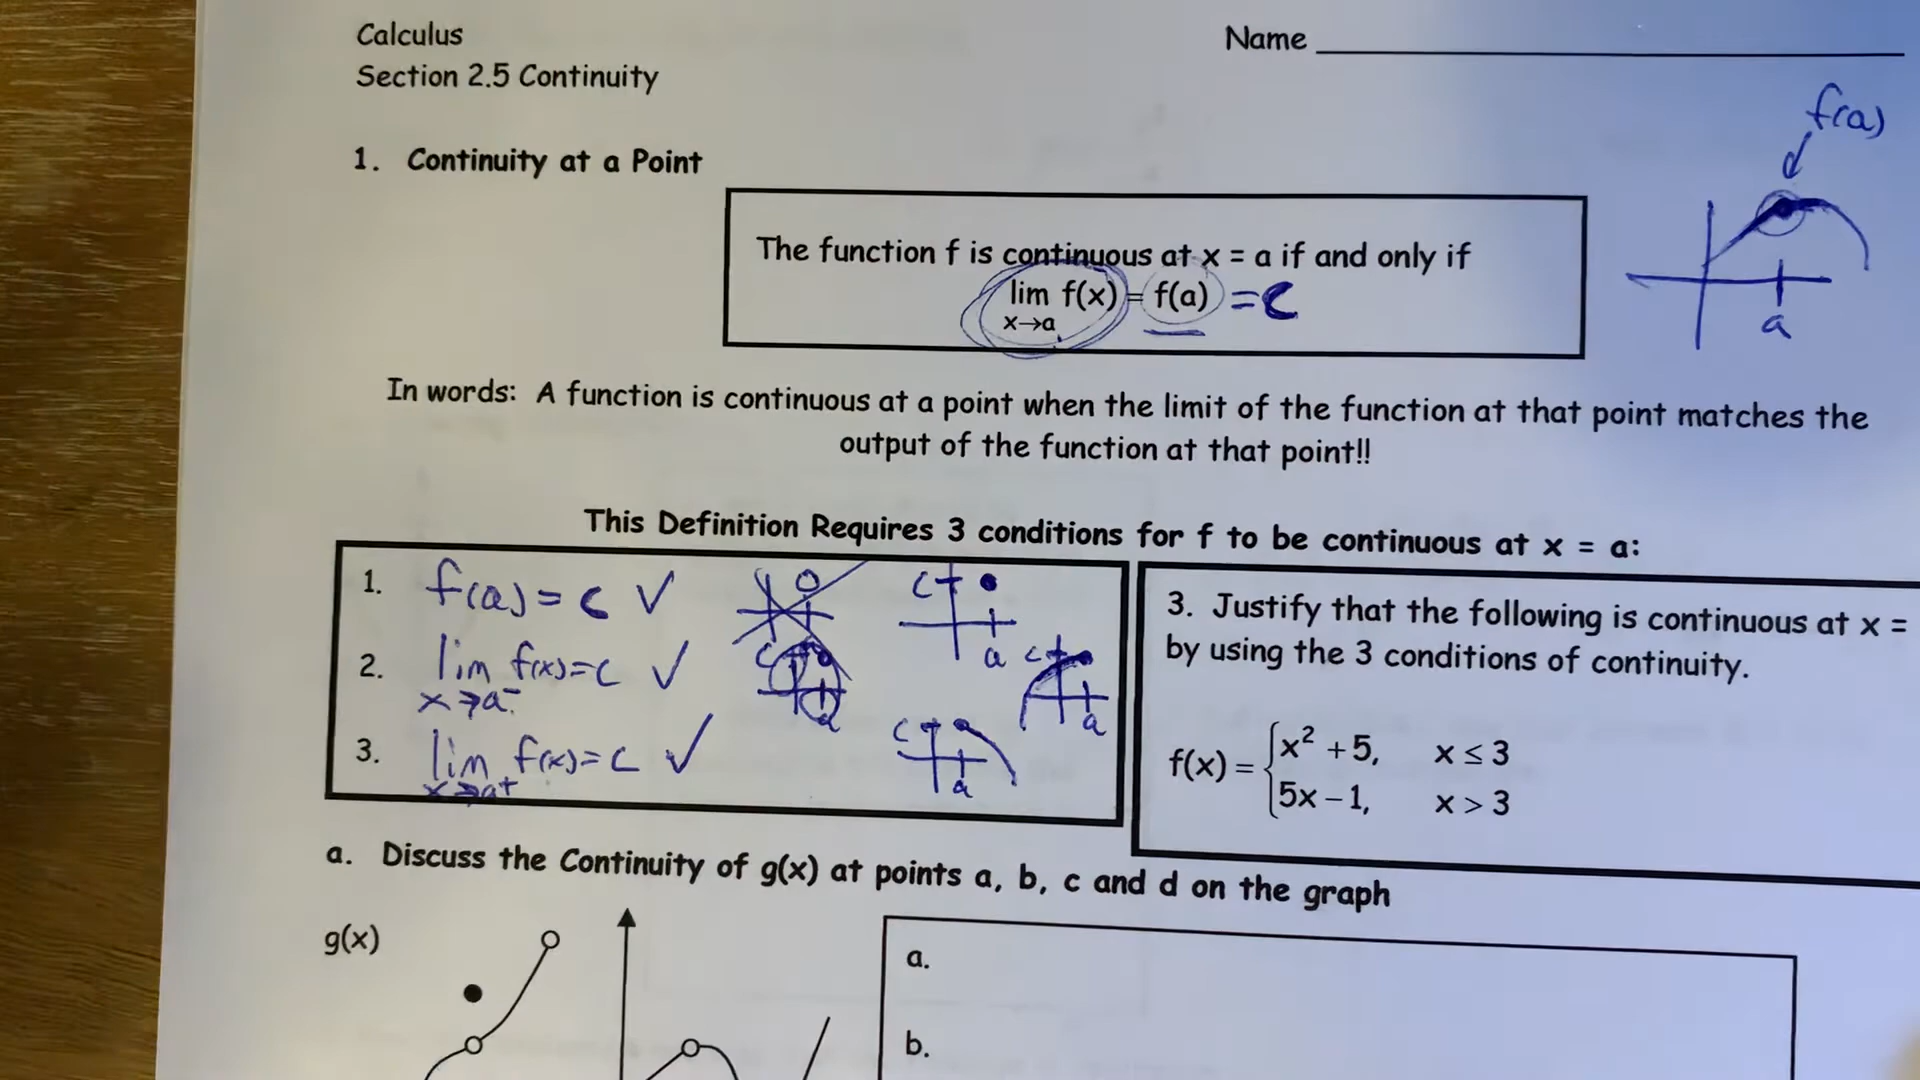 Calculus
Name
Section 2.5 Continuity
f(a)
1. Continuity at a Point
The function f is continuous at x = a if and only if
lim f(x) = f(a) = C
x→a
a
In words: A function is continuous at a point when the limit of the function at that point matches the
output of the function at that point!!
This Definition Requires 3 conditions for f to be continuous at x = a:
1. f(a) = c ✓
C
a
2. lim f(x)=c ✓
x→a⁻
C
a
C
a
3. lim f(x)=c ✓
x→a+
C
a
3. Justify that the following is continuous at x =
by using the 3 conditions of continuity.
f(x) = { x² + 5, x ≤ 3
5x – 1, x > 3
a. Discuss the Continuity of g(x) at points a, b, c and d on the graph
g(x)
a.
b.